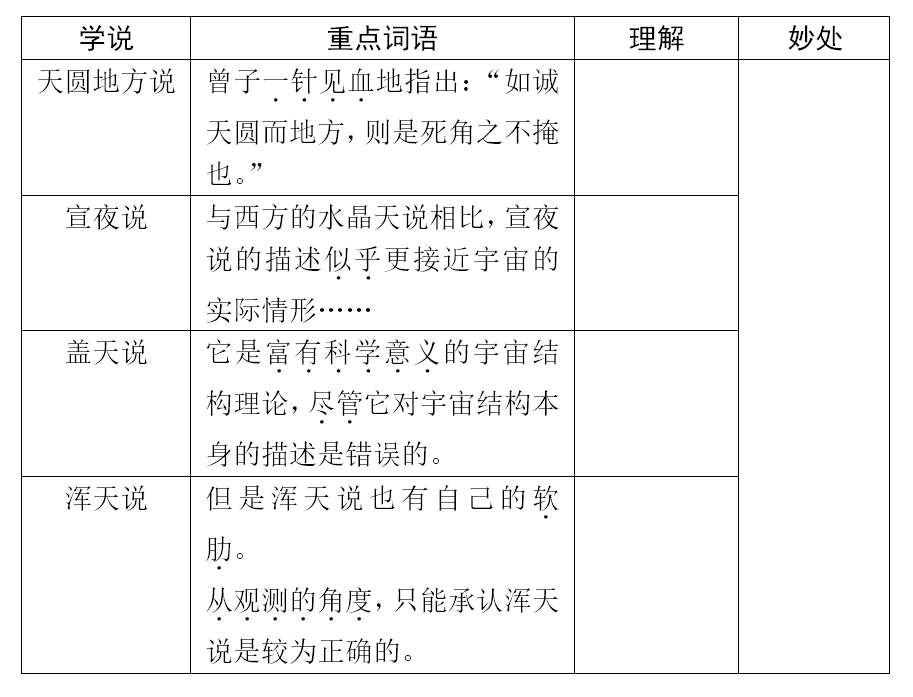 学说 重点词语 理解 妙处
天圆地方说 曾子一针见血地指出：“如诚
天圆而地方，则是死角之不掩
也。”
宣夜说 与西方的水晶天说相比，宣夜
说的描述似乎更接近宇宙的
实际情形……
盖天说 它是富有科学意义的宇宙结
构理论，尽管它对宇宙结构本
身的描述是错误的。
浑天说 但是浑天说也有自己的软
肋。
从观测的角度，只能承认浑天
说是较为正确的。